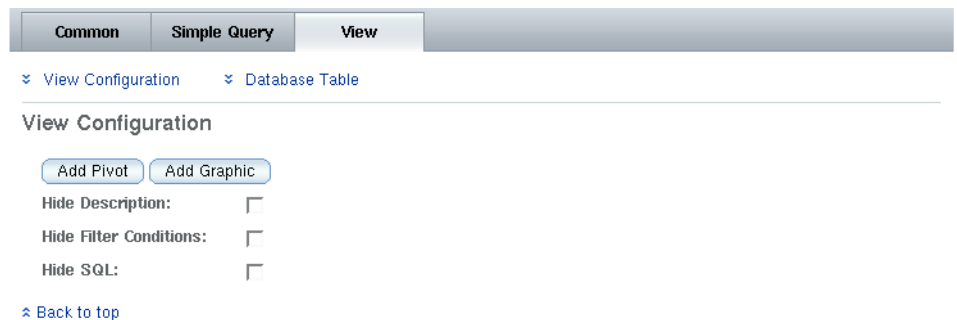 Common Simple Query View
View Configuration Database Table
View Configuration
Add Pivot Add Graphic
Hide Description:
Hide Filter Conditions:
Hide SQL:
Back to top